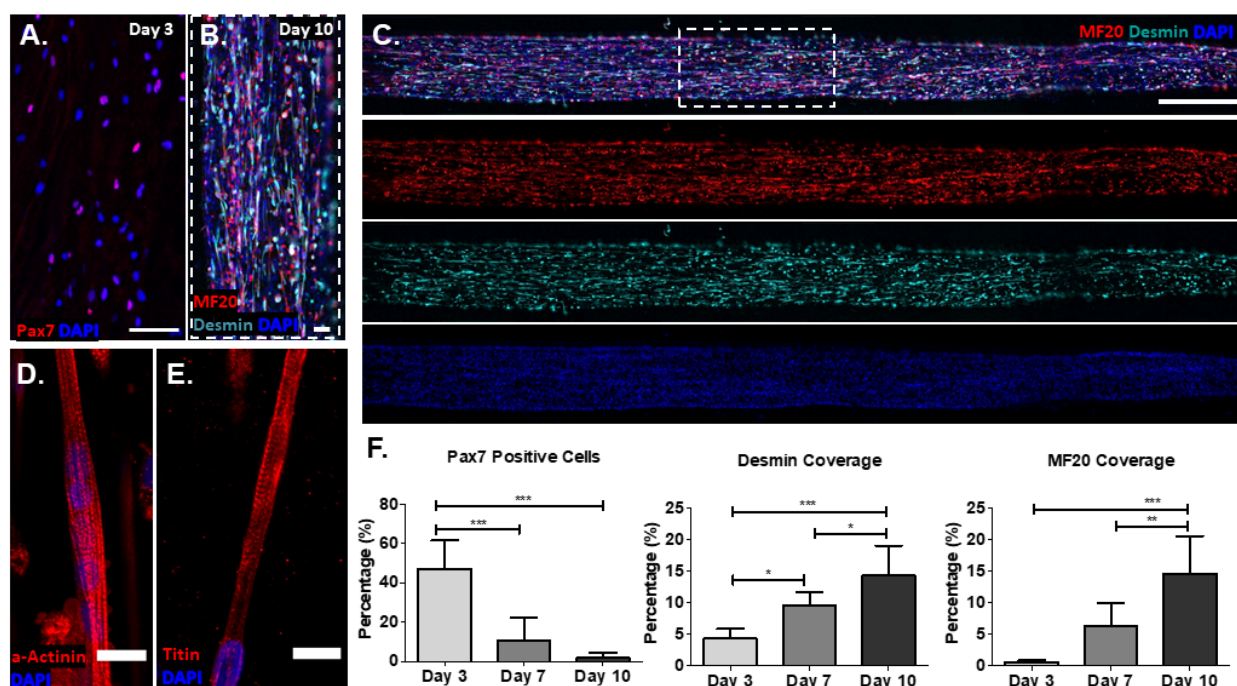 A.
Day 3
Pax7 DAPI
B.
Day 10
MF20
Desmin DAPI
C.
MF20 Desmin DAPI
D.
a-Actinin
DAPI
E.
Titin
DAPI
F.
Pax7 Positive Cells
Percentage (%)
80
60
40
20
0
***
***
Day 3 Day 7 Day 10
Desmin Coverage
Percentage (%)
25
20
15
10
5
0
***
*
*
Day 3 Day 7 Day 10
MF20 Coverage
Percentage (%)
25
20
15
10
5
0
***
**
Day 3 Day 7 Day 10